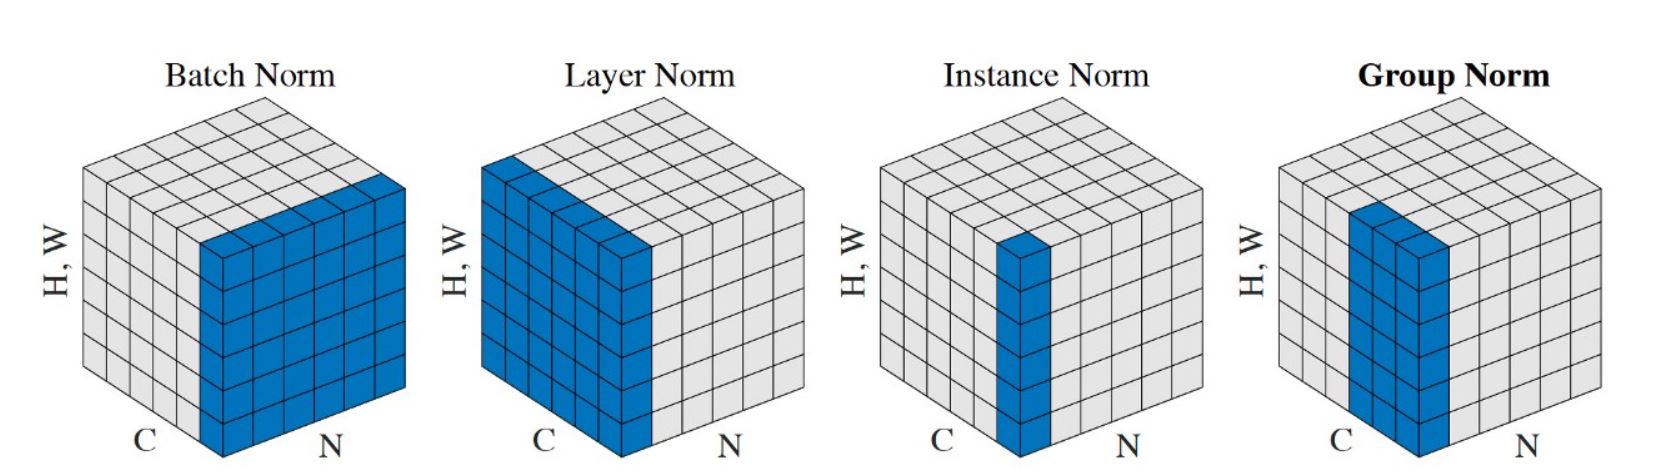 Batch Norm
Layer Norm
Instance Norm
Group Norm
H, W
C
N
H, W
C
N
H, W
C
N
H, W
C
N